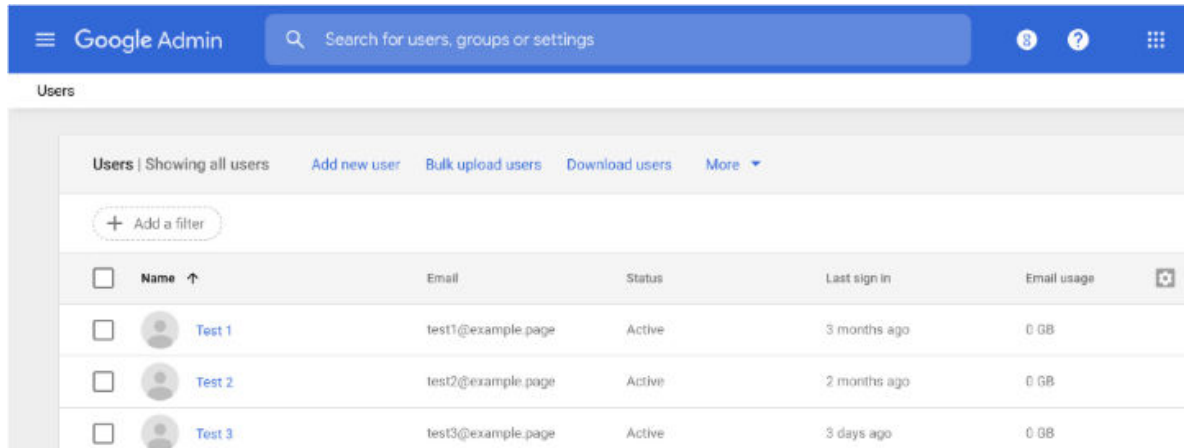 Google Admin Search for users, groups or settings
Users
Users | Showing all users Add new user Bulk upload users Download users More
+ Add a filter
Name Email Status Last sign in Email usage
Test 1 test1@example.page Active 3 months ago 0 GB
Test 2 test2@example.page Active 2 months ago 0 GB
Test 3 test3@example.page Active 3 days ago 0 GB